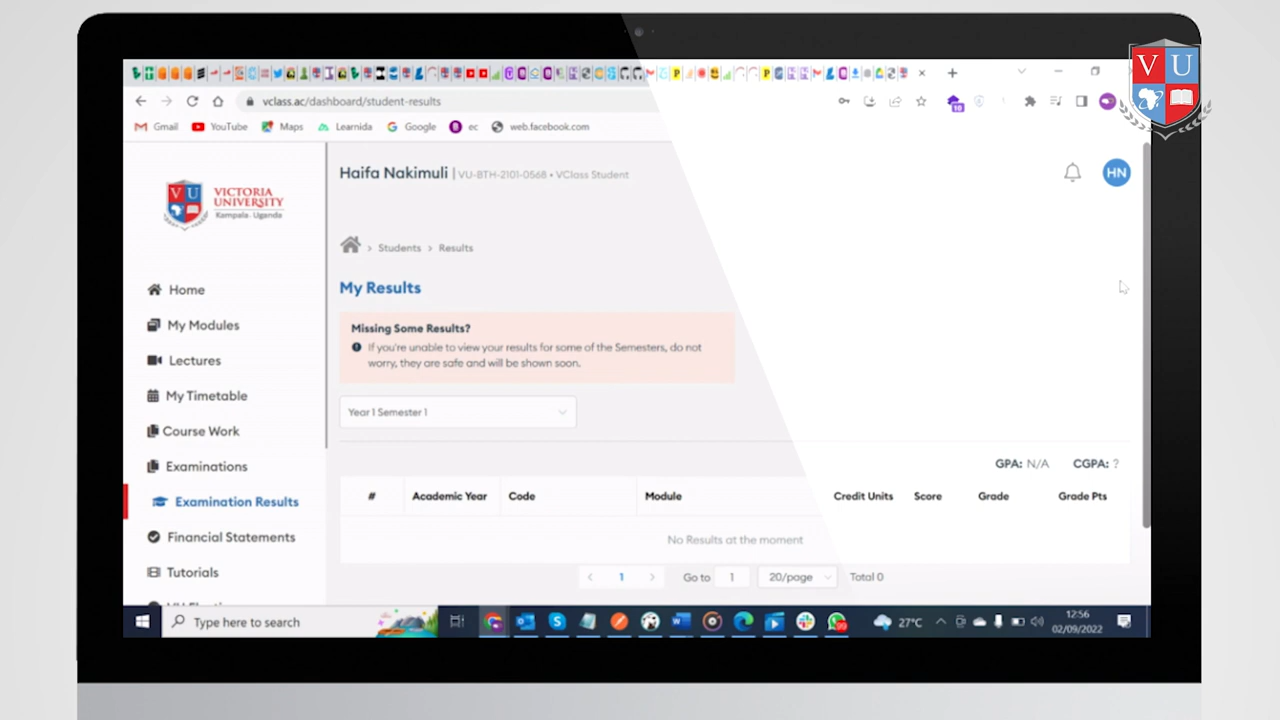 vclass.ac/dashboard/student-results
Gmail YouTube Maps Learnida Google ec web.facebook.com
VU
VU
VICTORIA
UNIVERSITY
Kampala - Uganda
Haifa Nakimuli | VU-BTH-2101-0568 • VClass Student
HN
> Students > Results
My Results
Missing Some Results?
If you're unable to view your results for some of the Semesters, do not
worry, they are safe and will be shown soon.
Year 1 Semester 1
Home
My Modules
Lectures
My Timetable
Course Work
Examinations
Examination Results
Financial Statements
Tutorials
GPA: N/A CGPA: ?
# Academic Year Code Module Credit Units Score Grade Grade Pts
No Results at the moment
< 1 > Go to 1 20/page Total 0
Type here to search
27°C
12:56
02/09/2022